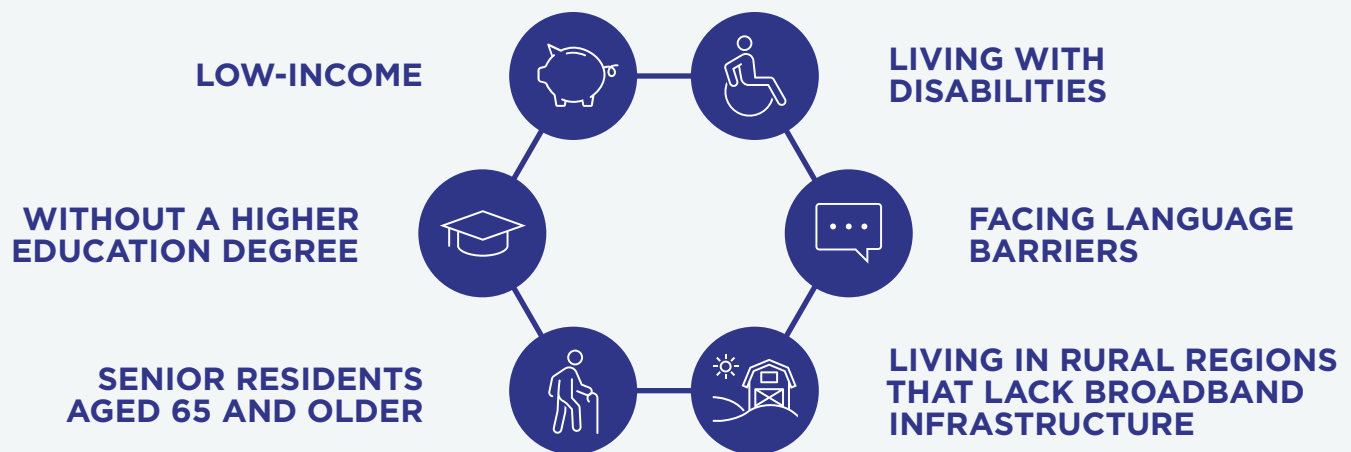 LOW-INCOME
LIVING WITH
DISABILITIES
WITHOUT A HIGHER
EDUCATION DEGREE
FACING LANGUAGE
BARRIERS
SENIOR RESIDENTS
AGED 65 AND OLDER
LIVING IN RURAL REGIONS
THAT LACK BROADBAND
INFRASTRUCTURE